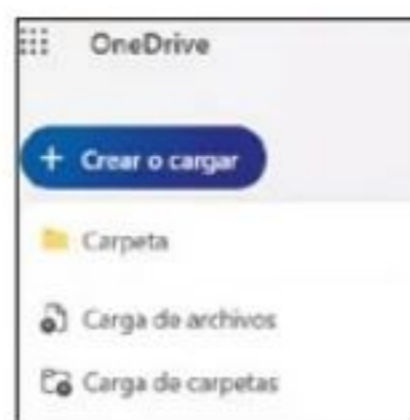 OneDrive
+ Crear o cargar
Carpeta
Carga de archivos
Carga de carpetas